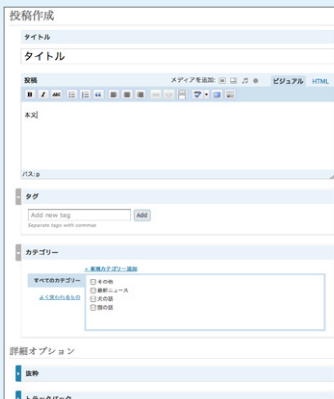 投稿作成
タイトル
タイトル
投稿 メディアを追加: ビジュアル HTML
B I ABC
本文
パス: p
タグ
Add new tag Add
Separate tags with commas
カテゴリー
+ 新規カテゴリー追加
すべてのカテゴリー
よく使われるもの
その他
最新ニュース
犬の話
猫の話
詳細オプション
抜粋
トラックバック